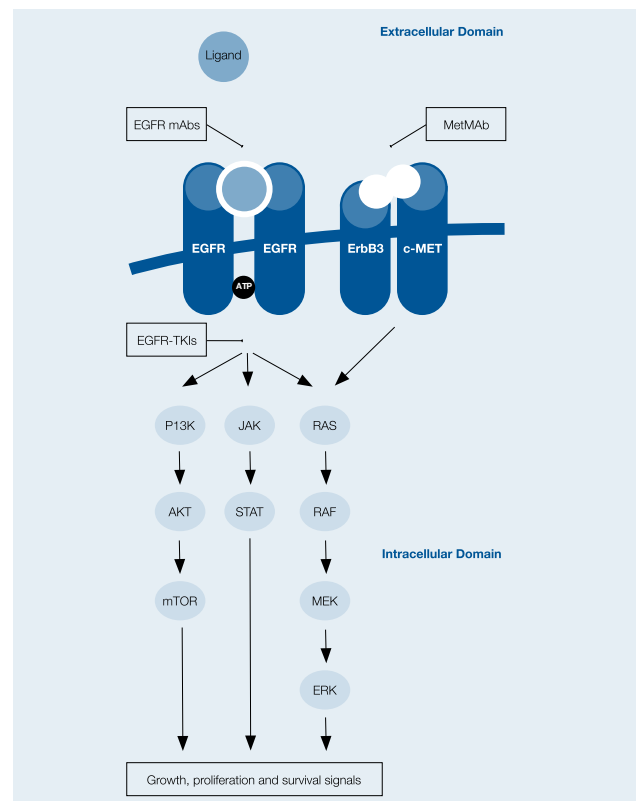 Extracellular Domain
Ligand
EGFR mAbs
MetMAb
EGFR
EGFR
ErbB3
c-MET
ATP
EGFR-TKIs
P13K
JAK
RAS
AKT
STAT
RAF
Intracellular Domain
mTOR
MEK
ERK
Growth, proliferation and survival signals